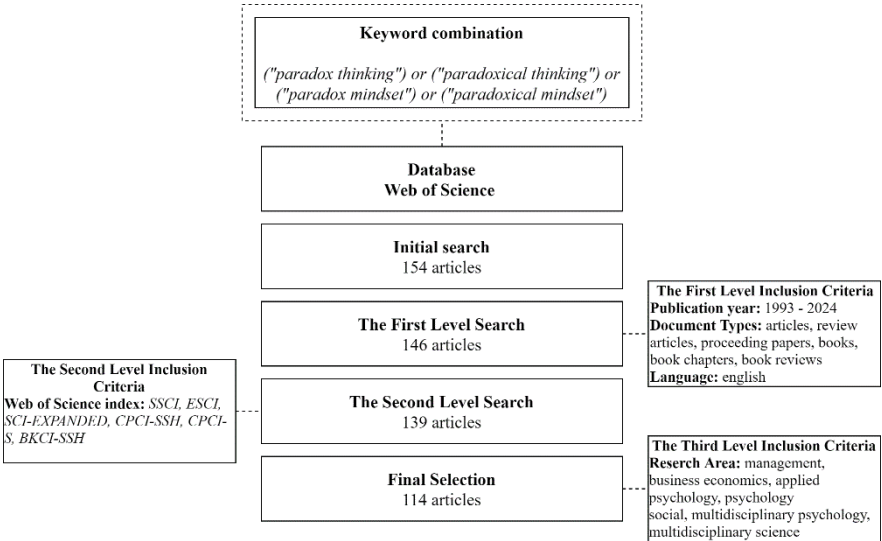 Keyword combination
("paradox thinking") or ("paradoxical thinking") or
("paradox mindset") or ("paradoxical mindset")
Database
Web of Science
Initial search
154 articles
The First Level Search
146 articles
The First Level Inclusion Criteria
Publication year: 1993 - 2024
Document Types: articles, review
articles, proceeding papers, books,
book chapters, book reviews
Language: english
The Second Level Inclusion
Criteria
Web of Science index: SSCI, ESCI,
SCI-EXPANDED, CPCI-SSH, CPCI-
S, BKCI-SSH
The Second Level Search
139 articles
Final Selection
114 articles
The Third Level Inclusion Criteria
Reserch Area: management,
business economics, applied
psychology, psychology
social, multidisciplinary psychology,
multidisciplinary science